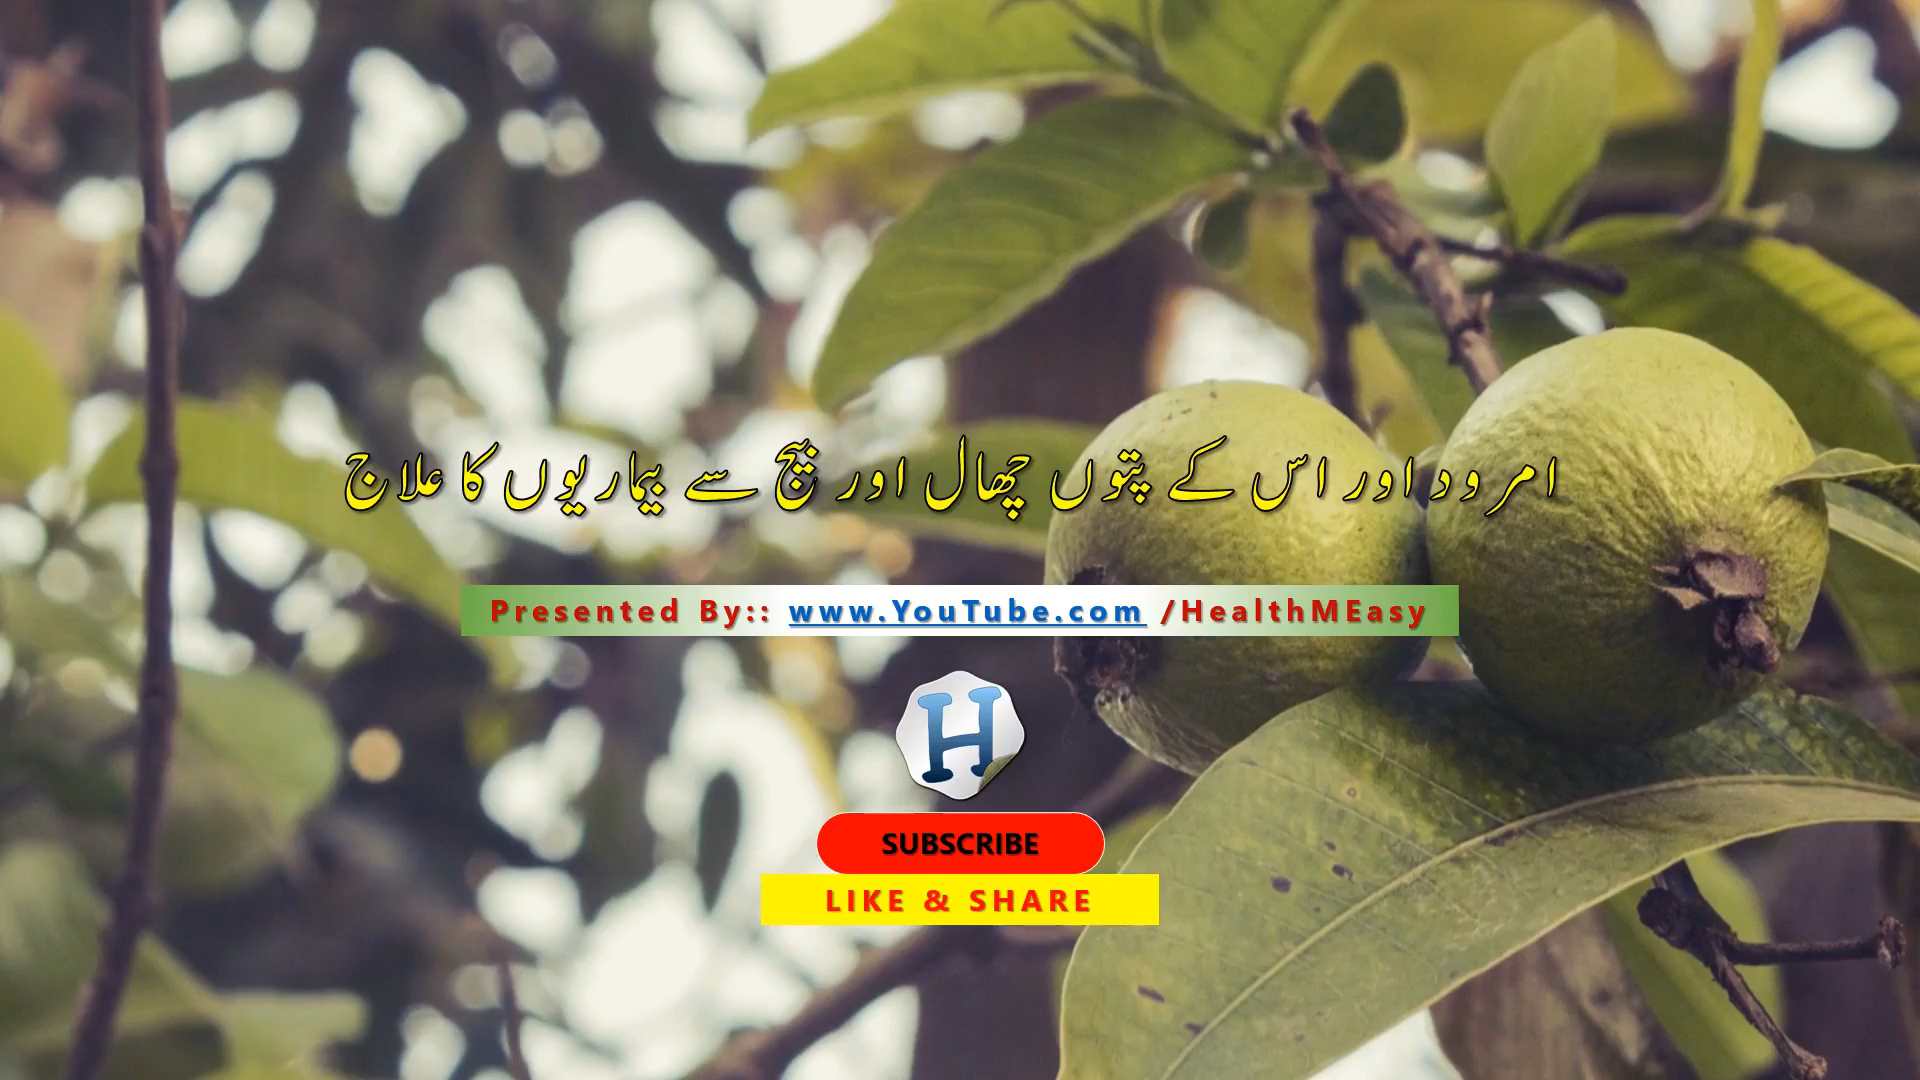 امرود اور اس کے پتوں چھال اور بیج سے بیماریوں کا علاج
Presented By:: www.YouTube.com /HealthMEasy
H
SUBSCRIBE
LIKE & SHARE